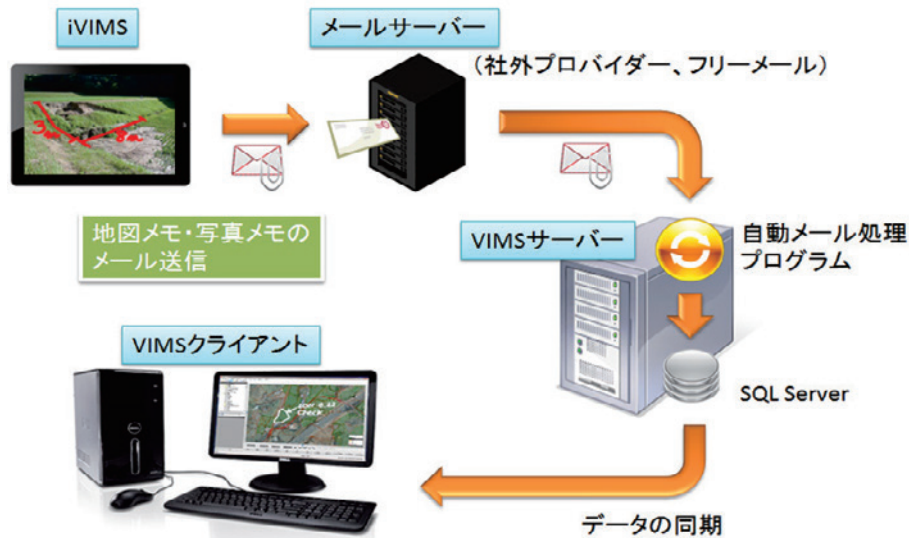 iVIMS
メールサーバー
(社外プロバイダー、フリーメール)
地図メモ・写真メモの
メール送信
VIMSサーバー
自動メール処理
プログラム
VIMSクライアント
SQL Server
データの同期